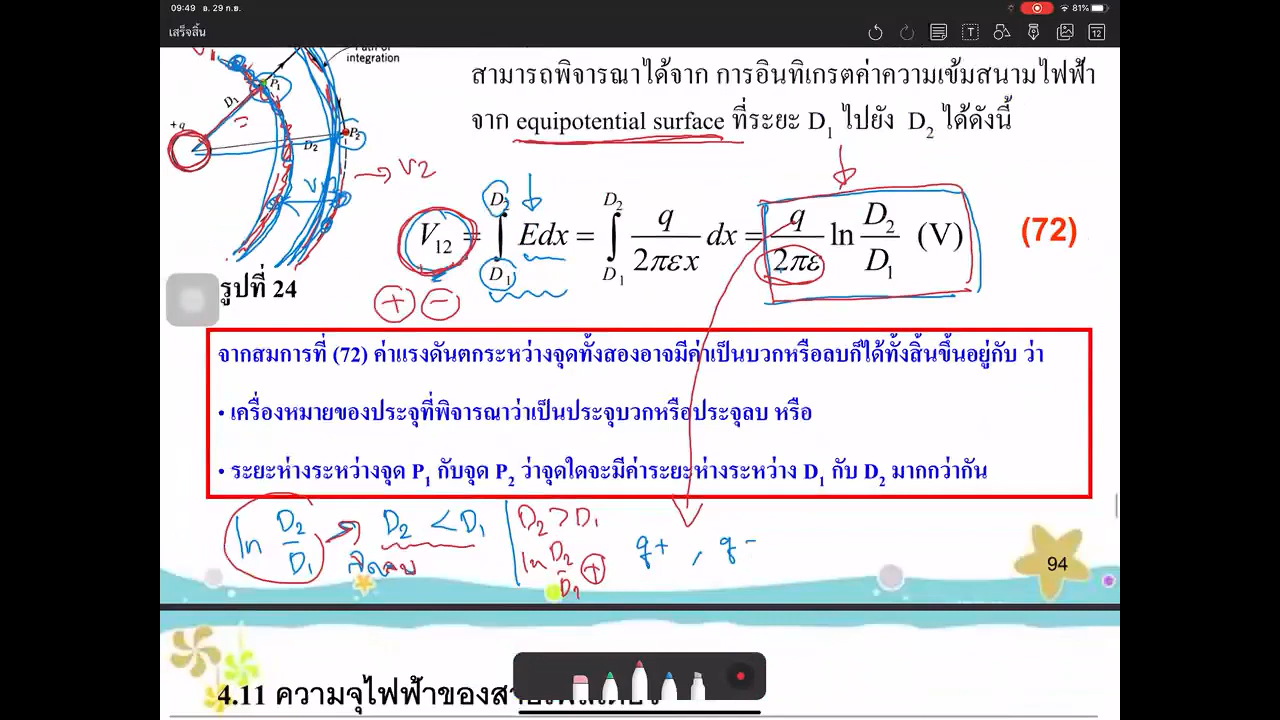 09:49 อ. 29 ก.ย.
81%
เสร็จสิ้น
integration
สามารถพิจารณาได้จาก การอินทิเกรตค่าความเข้มสนามไฟฟ้า
จาก equipotential surface ที่ระยะ D1 ไปยัง D2 ได้ดังนี้
P1
D1
+q
P2
D2
V2
V12 = ∫ D1 D2 Edx = ∫ D1 D2 q/2πεx dx = q/2πε ln D2/D1 (V) (72)
รูปที่ 24
+ −
จากสมการที่ (72) ค่าแรงดันตกระหว่างจุดทั้งสองอาจมีค่าเป็นบวกหรือลบก็ได้ทั้งสิ้นขึ้นอยู่กับ ว่า
• เครื่องหมายของประจุที่พิจารณาว่าเป็นประจุบวกหรือประจุลบ หรือ
• ระยะห่างระหว่างจุด P1 กับจุด P2 ว่าจุดใดจะมีค่าระยะห่างระหว่าง D1 กับ D2 มากกว่ากัน
ln D2/D1 → D2 < D1
D2 > D1
ln D2/D1 +
q+ , q-
94
4.11 ความจุไฟฟ้าของ